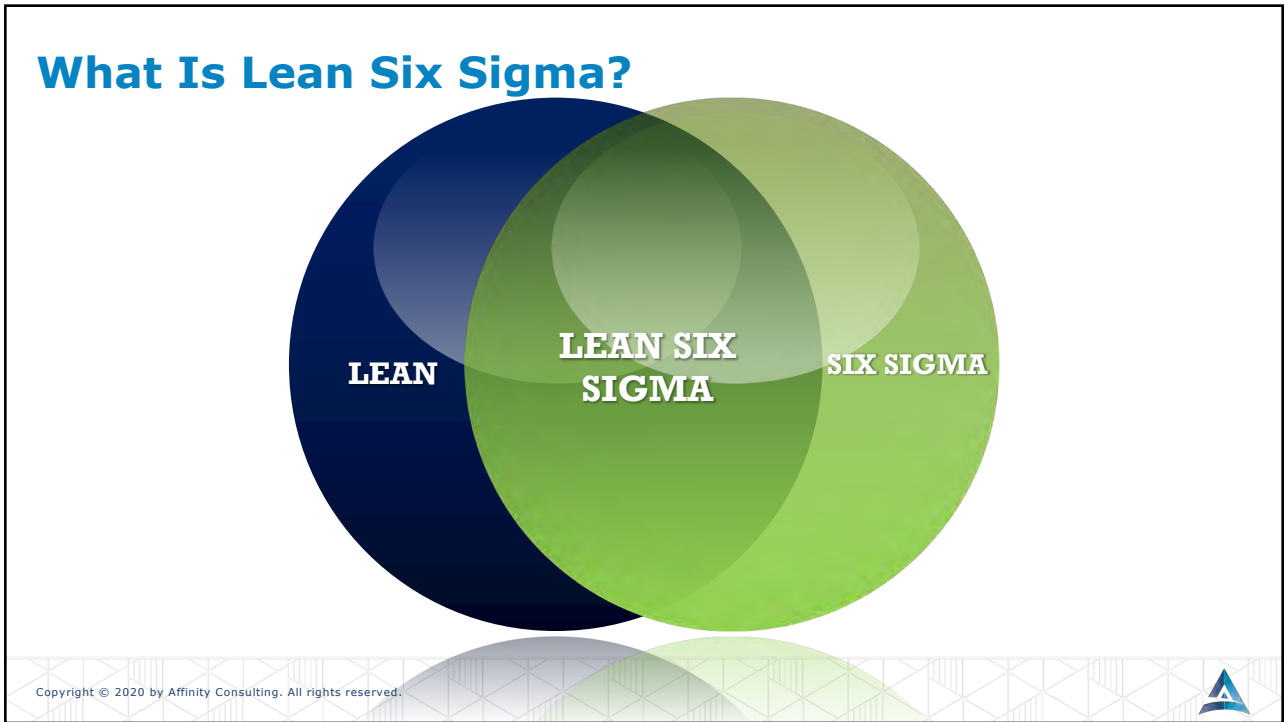 What Is Lean Six Sigma?
LEAN
LEAN SIX
SIGMA
SIX SIGMA
Copyright © 2020 by Affinity Consulting. All rights reserved.